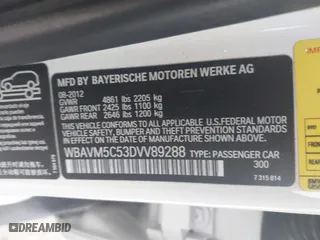 MFD BY BAYERISCHE MOTOREN WERKE AG
08-2012
GVWR 4861 lbs 2205 kg
GAWR FRONT 2425 lbs 1100 kg
GAWR REAR 2646 lbs 1200 kg
THIS VEHICLE CONFORMS TO ALL APPLICABLE U.S.FEDERAL MOTOR
VEHICLE SAFETY, BUMPER AND THEFT PREVENTION STANDARDS IN
EFFECT ON THE DATE OF MANUFACTURE SHOWN ABOVE.
WBAVM5C53DVV89288 TYPE: PASSENGER CAR
300
7 315 814
AUTOBIDMASTER